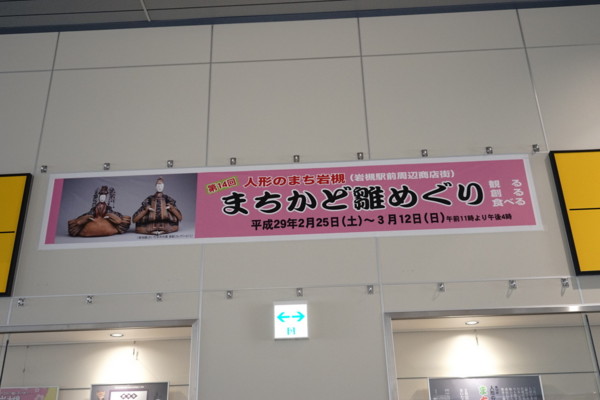 第14回 人形のまち岩槻 (岩槻駅前周辺商店街)
まちかど雛めぐり
観る
創る
食べる
平成29年2月25日(土)～3月12日(日)午前11時より午後4時